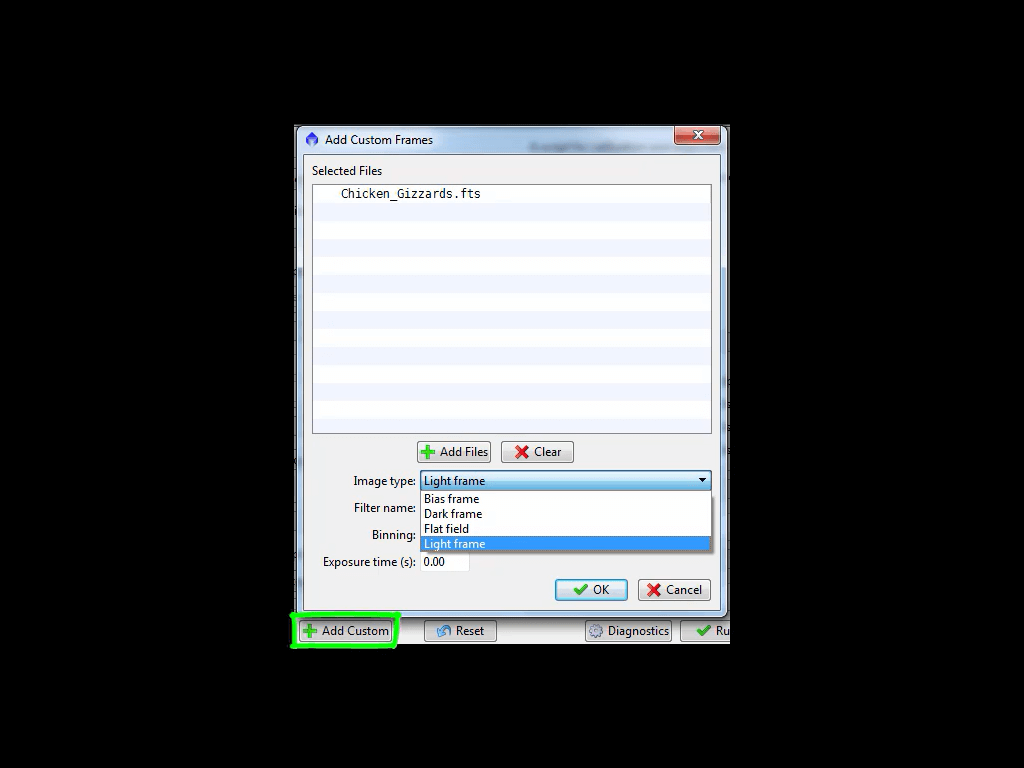 Add Custom Frames
Selected Files
Chicken_Gizzards.fts
Add Files Clear
Image type: Light frame
Bias frame
Filter name:
Dark frame
Flat field
Binning:
Light frame
Exposure time (s): 0.00
OK Cancel
Add Custom Reset Diagnostics Ru